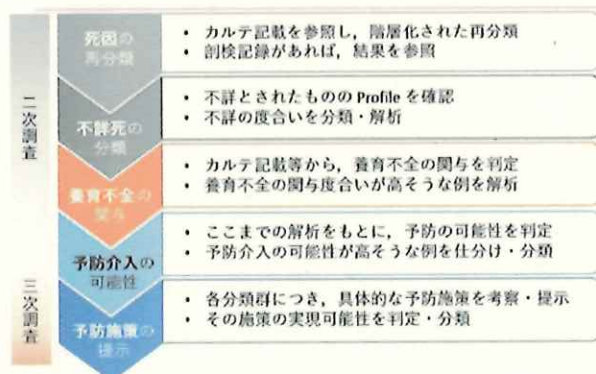 二次調査
死因の
再分類
• カルテ記載を参照し，階層化された再分類
• 剖検記録があれば，結果を参照
不詳死の
分類
• 不詳とされたものの Profile を確認
• 不詳の度合いを分類・解析
養育不全の
関与
• カルテ記載等から，養育不全の関与を判定
• 養育不全の関与度合いが高そうな例を解析
三次調査
予防介入の
可能性
• ここまでの解析をもとに，予防の可能性を判定
• 予防介入の可能性が高そうな例を仕分け・分類
予防施策の
提示
• 各分類群につき，具体的な予防施策を考察・提示
• その施策の実現可能性を判定・分類